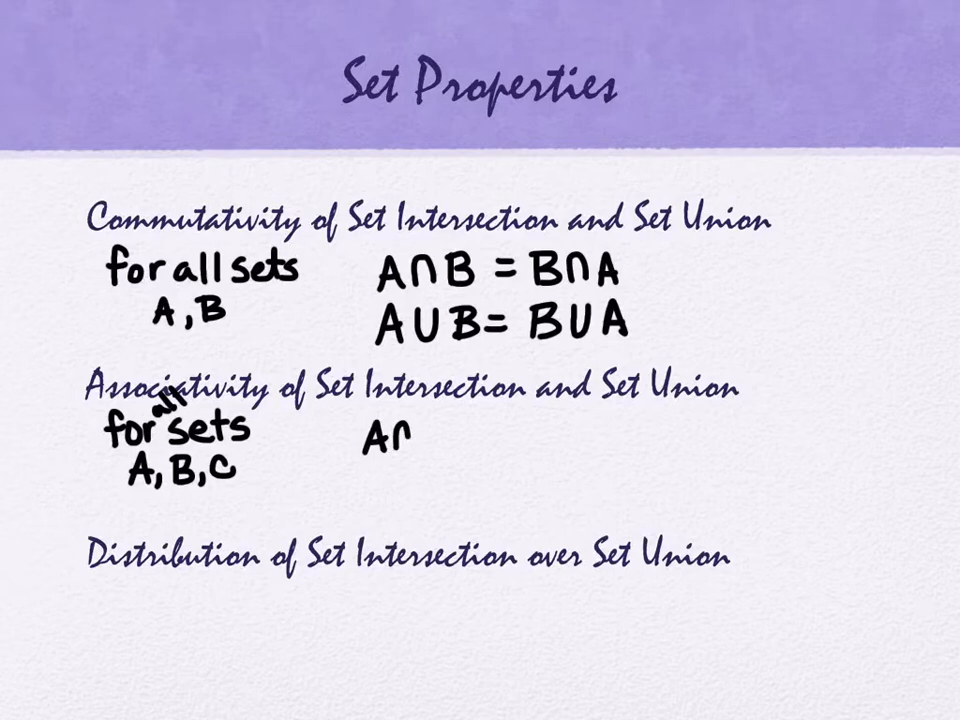 Set Properties
Commutativity of Set Intersection and Set Union
for all sets A∩B = B∩A
A, B A∪B = B∪A
Associativity of Set Intersection and Set Union
for all sets A∩
A, B, C
Distribution of Set Intersection over Set Union